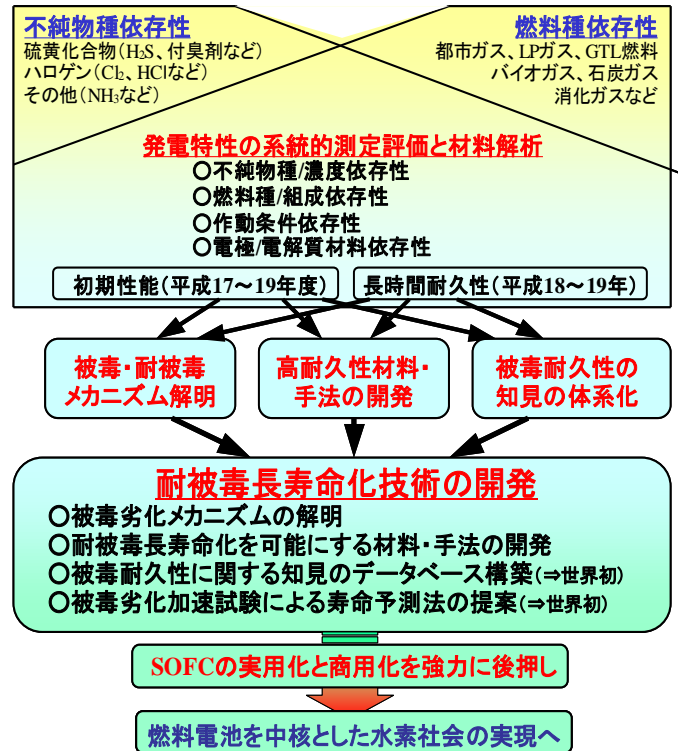 不純物種依存性
硫黄化合物(H₂S、付臭剤など)
ハロゲン(Cl₂、HClなど)
その他(NH₃など)
燃料種依存性
都市ガス、LPガス、GTL燃料
バイオガス、石炭ガス
消化ガスなど
発電特性の系統的測定評価と材料解析
○不純物種/濃度依存性
○燃料種/組成依存性
○作動条件依存性
○電極/電解質材料依存性
初期性能(平成17～19年度)
長時間耐久性(平成18～19年)
被毒・耐被毒
メカニズム解明
高耐久性材料・
手法の開発
被毒耐久性の
知見の体系化
耐被毒長寿命化技術の開発
○被毒劣化メカニズムの解明
○耐被毒長寿命化を可能にする材料・手法の開発
○被毒耐久性に関する知見のデータベース構築(⇒世界初)
○被毒劣化加速試験による寿命予測法の提案(⇒世界初)
SOFCの実用化と商用化を強力に後押し
燃料電池を中核とした水素社会の実現へ